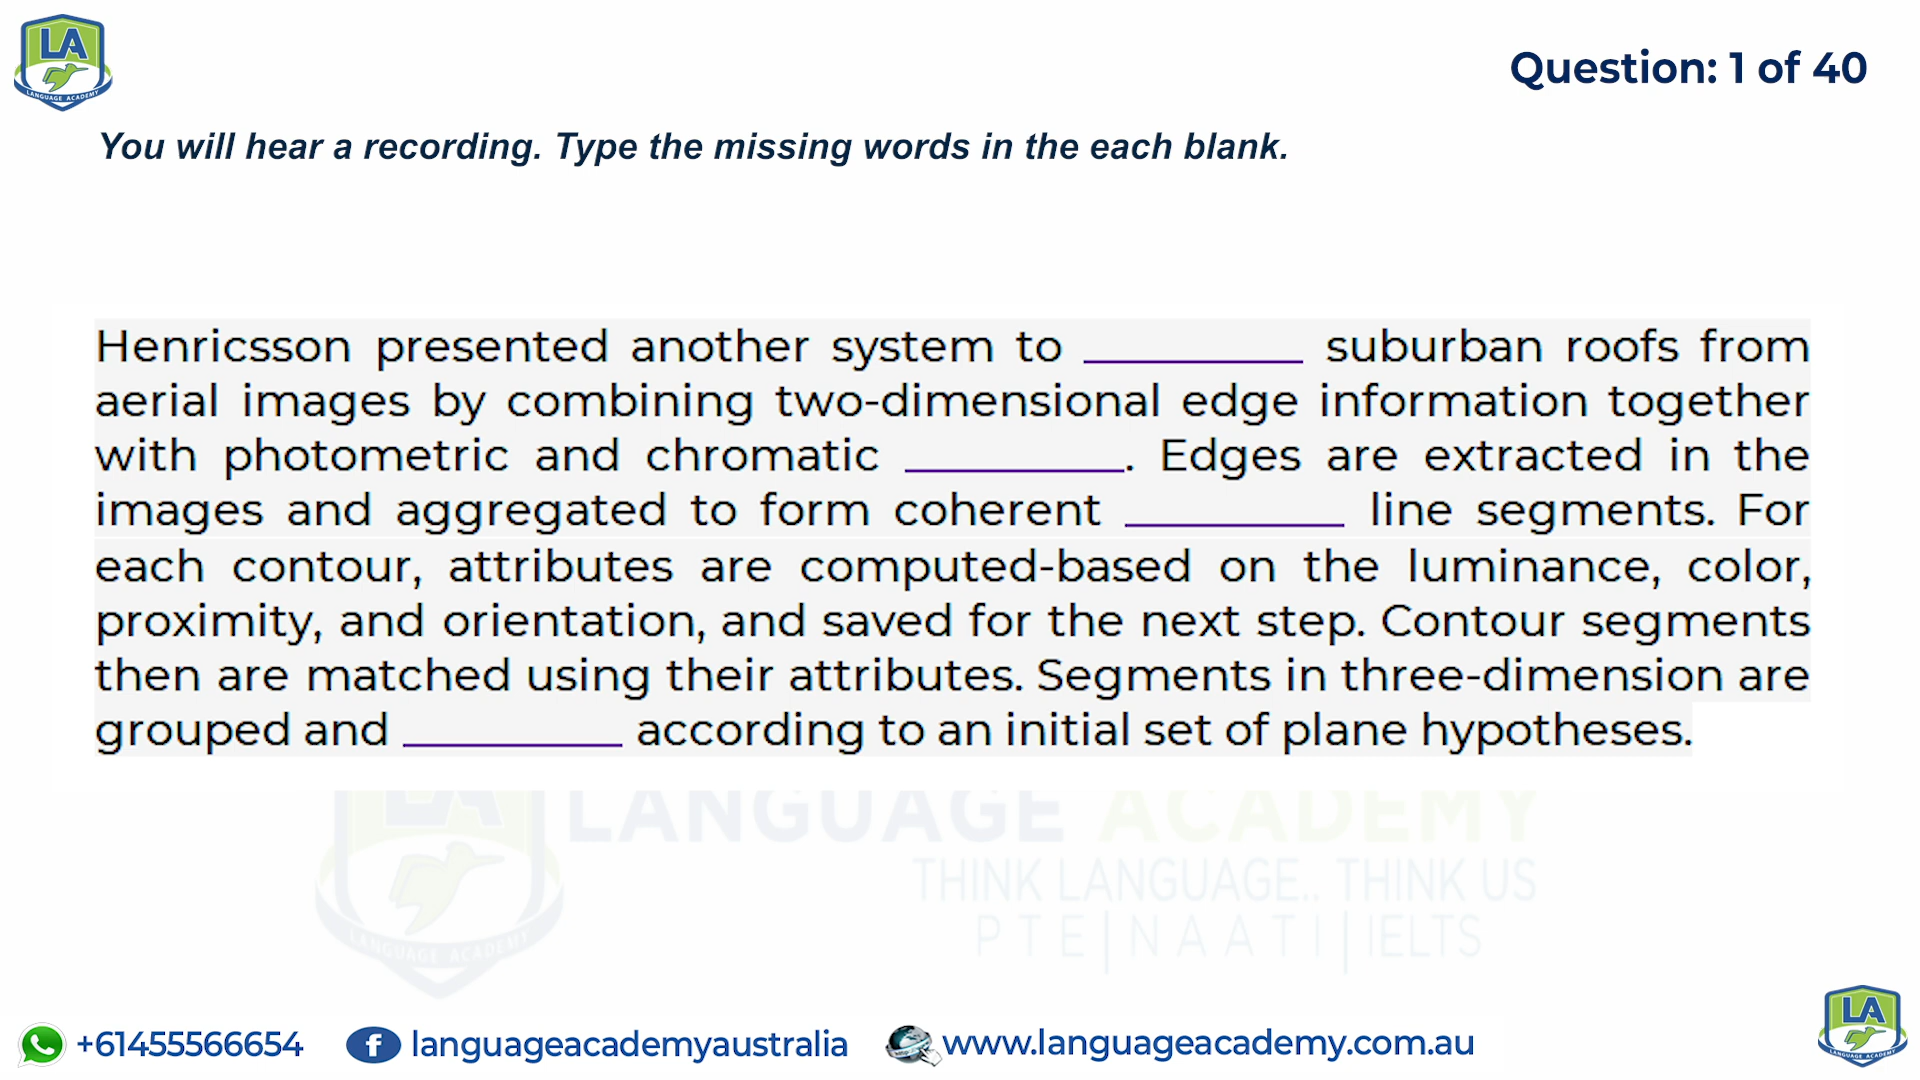 LA
LANGUAGE ACADEMY
Question: 1 of 40
You will hear a recording. Type the missing words in the each blank.
Henricsson presented another system to ________ suburban roofs from
aerial images by combining two-dimensional edge information together
with photometric and chromatic ________. Edges are extracted in the
images and aggregated to form coherent ________ line segments. For
each contour, attributes are computed-based on the luminance, color,
proximity, and orientation, and saved for the next step. Contour segments
then are matched using their attributes. Segments in three-dimension are
grouped and ________ according to an initial set of plane hypotheses.
LA LANGUAGE ACADEMY
THINK LANGUAGE.. THINK US
PTE|NAATI|IELTS
LANGUAGE ACADEMY
+61455566654 languageacademyaustralia www.languageacademy.com.au
LA
LANGUAGE ACADEMY